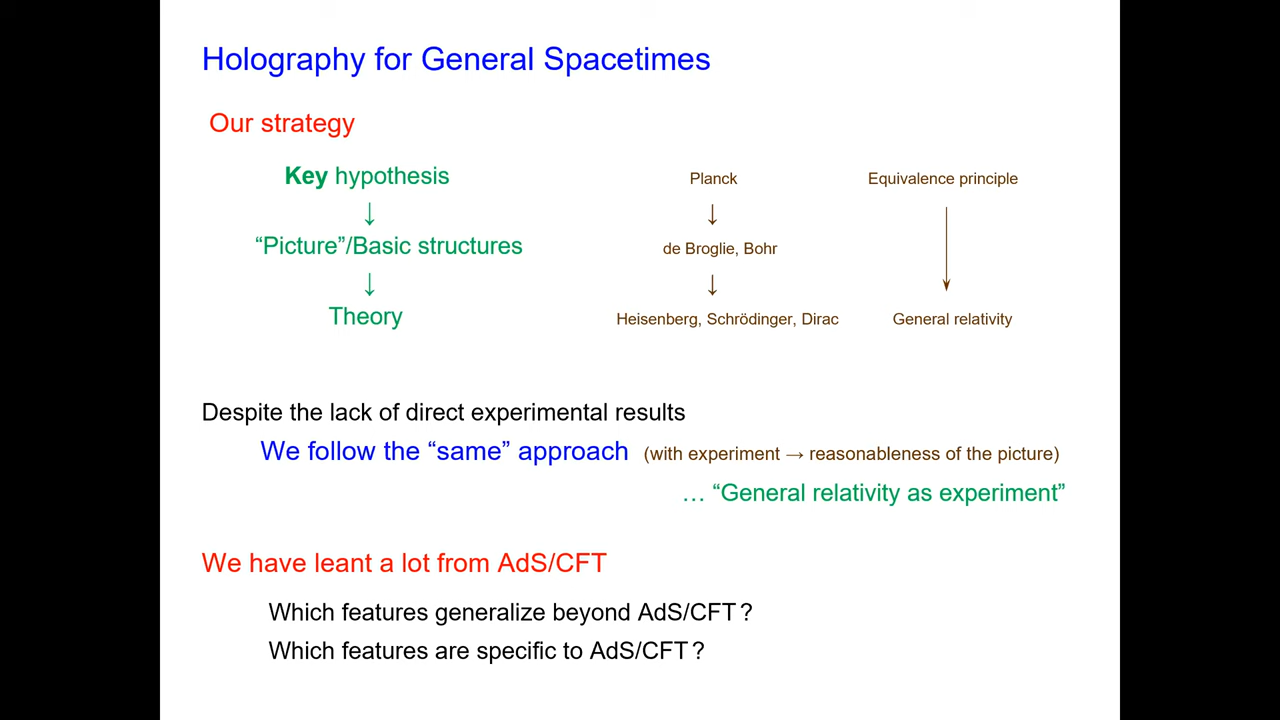 Holography for General Spacetimes
Our strategy
Key hypothesis
Planck
Equivalence principle
↓
↓
↓
“Picture”/Basic structures
de Broglie, Bohr
↓
↓
Theory
Heisenberg, Schrödinger, Dirac
General relativity
Despite the lack of direct experimental results
We follow the “same” approach (with experiment → reasonableness of the picture)
… “General relativity as experiment”
We have leant a lot from AdS/CFT
Which features generalize beyond AdS/CFT?
Which features are specific to AdS/CFT?